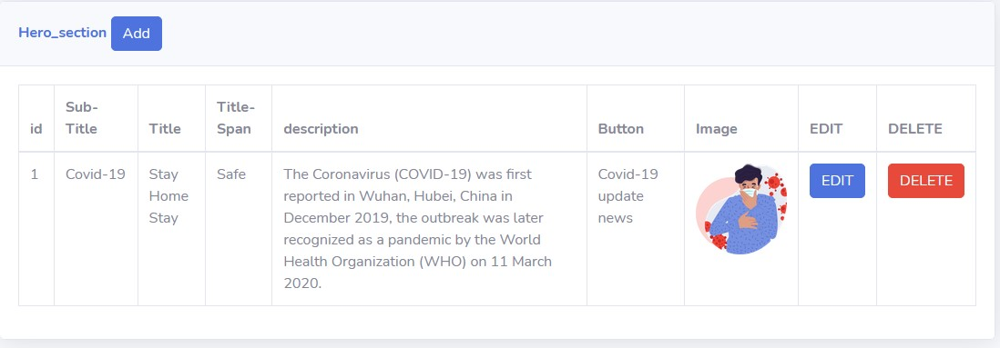 Hero_section Add
Sub-
Title-
id Title Title Span description Button Image EDIT DELETE
1 Covid-19 Stay Safe The Coronavirus (COVID-19) was first Covid-19 EDIT DELETE
Home reported in Wuhan, Hubei, China in update
Stay December 2019, the outbreak was later news
recognized as a pandemic by the World
Health Organization (WHO) on 11 March
2020.